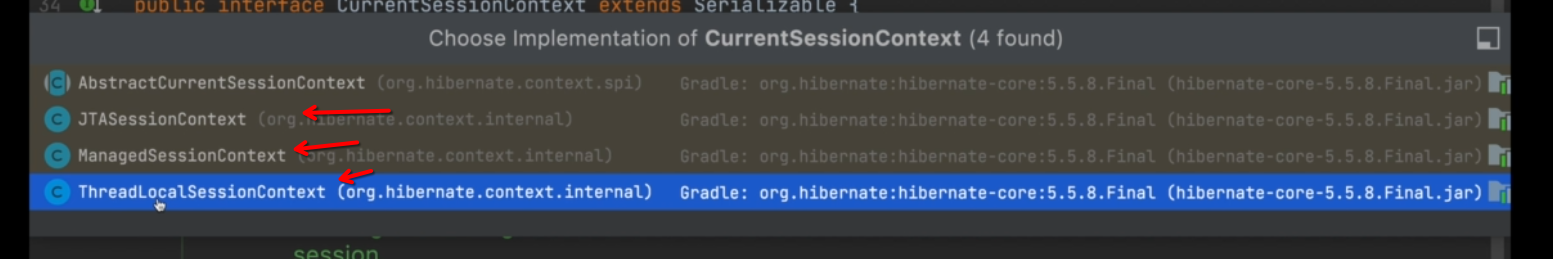 34 public interface CurrentSessionContext extends Serializable {
Choose Implementation of CurrentSessionContext (4 found)
AbstractCurrentSessionContext (org.hibernate.context.spi) Gradle: org.hibernate:hibernate-core:5.5.8.Final (hibernate-core-5.5.8.Final.jar)
JTASessionContext (org.hibernate.context.internal) Gradle: org.hibernate:hibernate-core:5.5.8.Final (hibernate-core-5.5.8.Final.jar)
ManagedSessionContext (org.hibernate.context.internal) Gradle: org.hibernate:hibernate-core:5.5.8.Final (hibernate-core-5.5.8.Final.jar)
ThreadLocalSessionContext (org.hibernate.context.internal) Gradle: org.hibernate:hibernate-core:5.5.8.Final (hibernate-core-5.5.8.Final.jar)
session